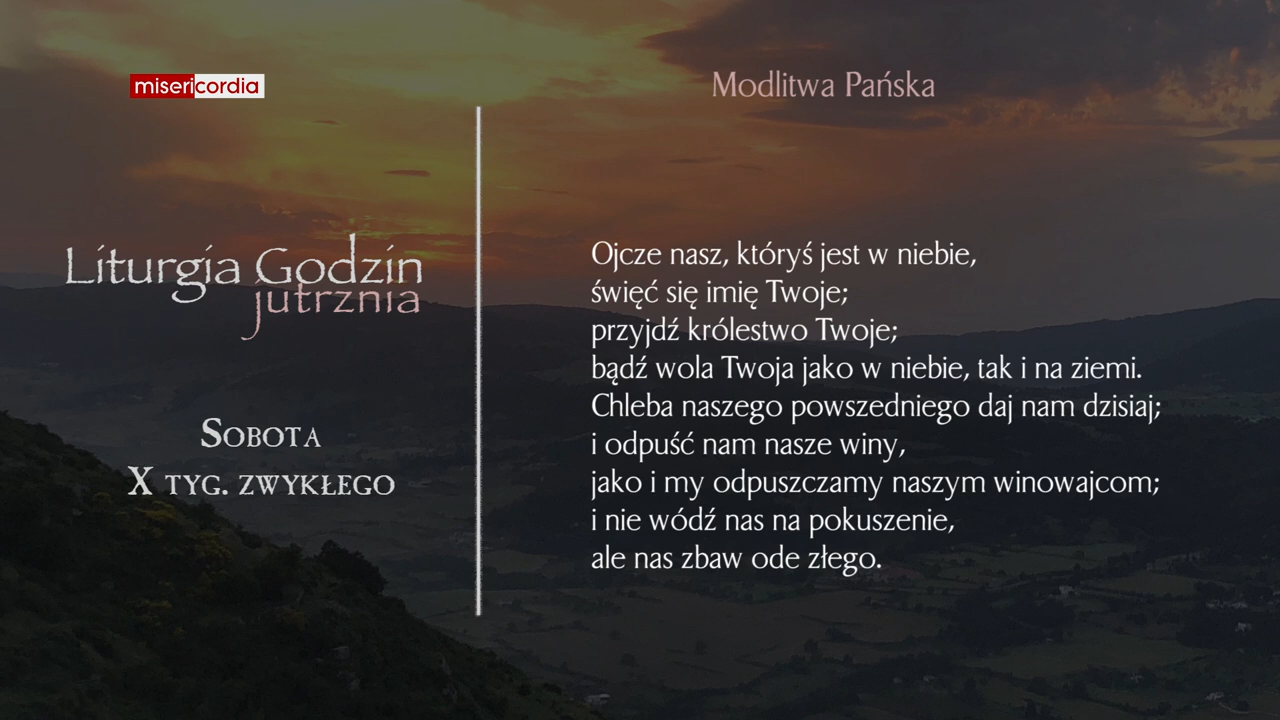 misericordia
Liturgia Godzin
jutrznia
Sobota
X tyg. zwykłego
Modlitwa Pańska
Ojcze nasz, któryś jest w niebie,
święć się imię Twoje;
przyjdź królestwo Twoje;
bądź wola Twoja jako w niebie, tak i na ziemi.
Chleba naszego powszedniego daj nam dzisiaj;
i odpuść nam nasze winy,
jako i my odpuszczamy naszym winowajcom;
i nie wódź nas na pokuszenie,
ale nas zbaw ode złego.